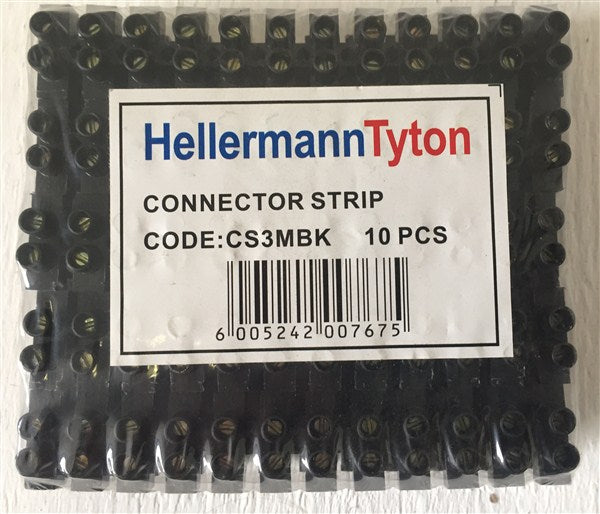 HellermannTyton
CONNECTOR STRIP
CODE:CS3MBK 10 PCS
6 005242 007675